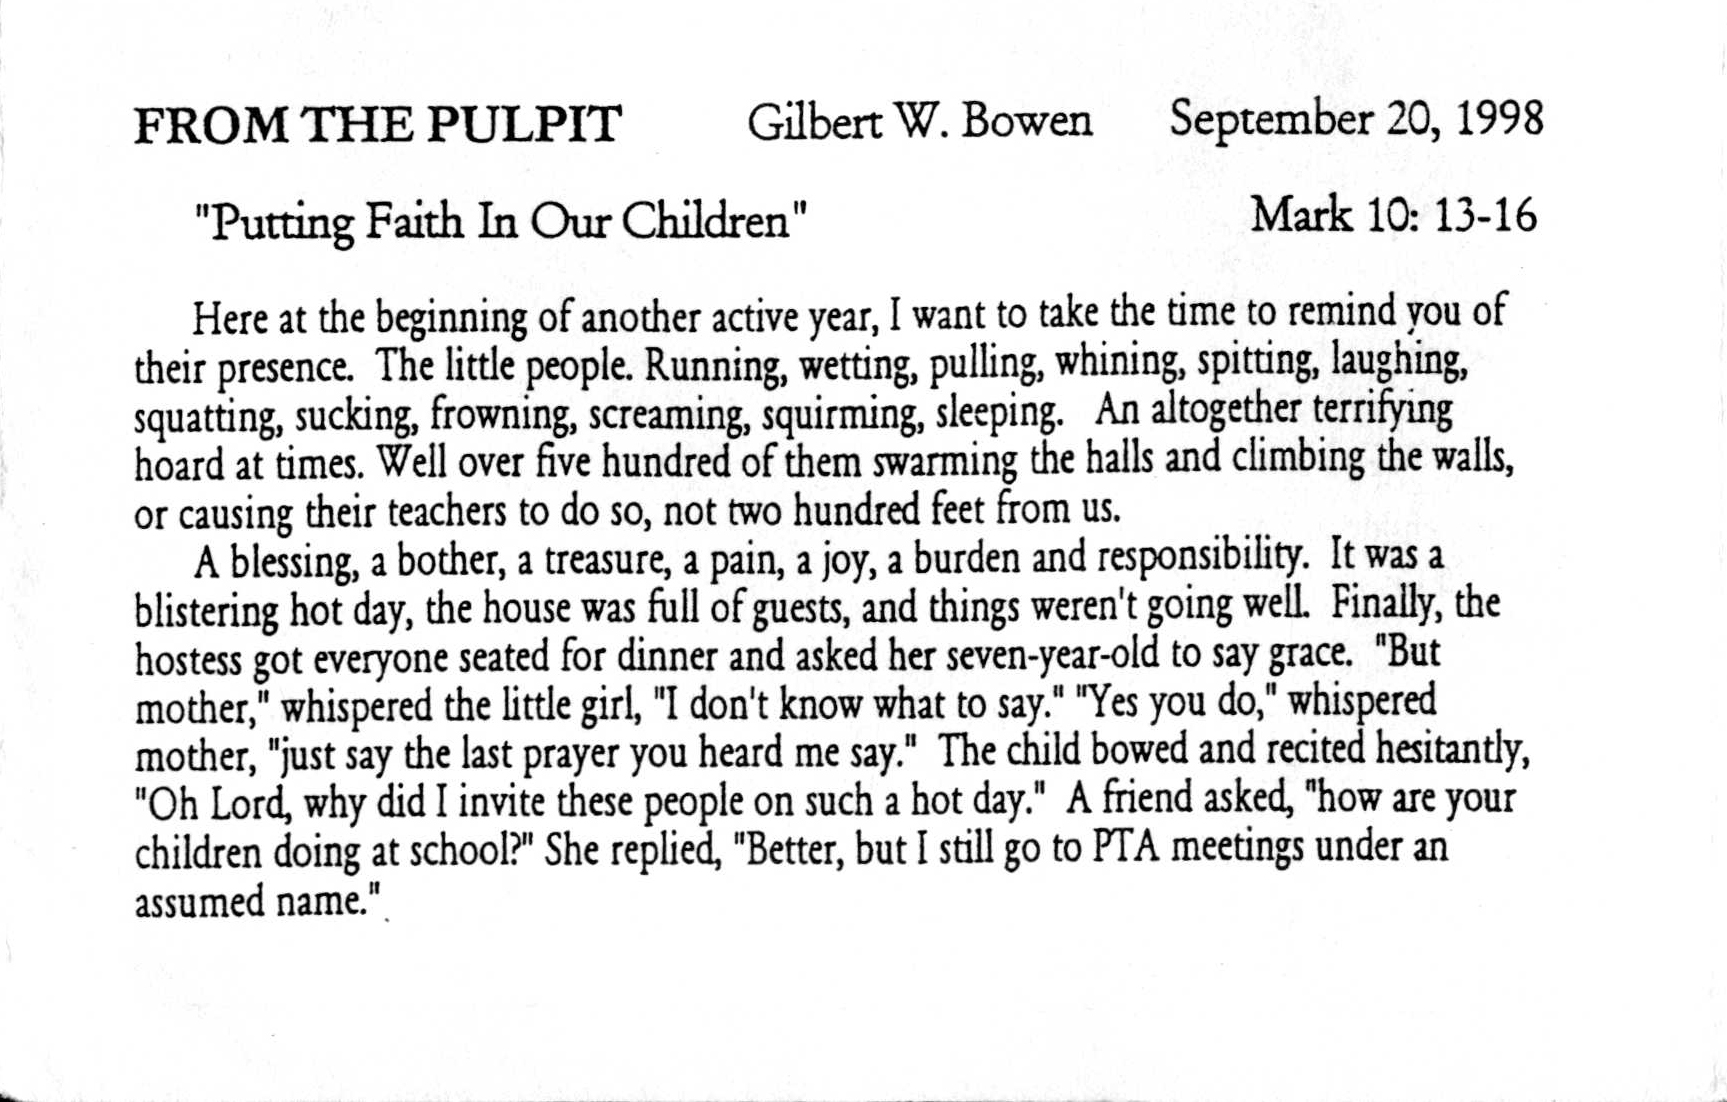 FROM THE PULPIT Gilbert W. Bowen September 20, 1998
"Putting Faith In Our Children" Mark 10: 13-16
Here at the beginning of another active year, I want to take the time to remind you of
their presence. The little people. Running, wetting, pulling, whining, spitting, laughing,
squatting, sucking, frowning, screaming, squirming, sleeping. An altogether terrifying
hoard at times. Well over five hundred of them swarming the halls and climbing the walls,
or causing their teachers to do so, not two hundred feet from us.
A blessing, a bother, a treasure, a pain, a joy, a burden and responsibility. It was a
blistering hot day, the house was full of guests, and things weren't going well. Finally, the
hostess got everyone seated for dinner and asked her seven-year-old to say grace. "But
mother," whispered the little girl, "I don't know what to say." "Yes you do," whispered
mother, "just say the last prayer you heard me say." The child bowed and recited hesitantly,
"Oh Lord, why did I invite these people on such a hot day." A friend asked, "how are your
children doing at school?" She replied, "Better, but I still go to PTA meetings under an
assumed name."